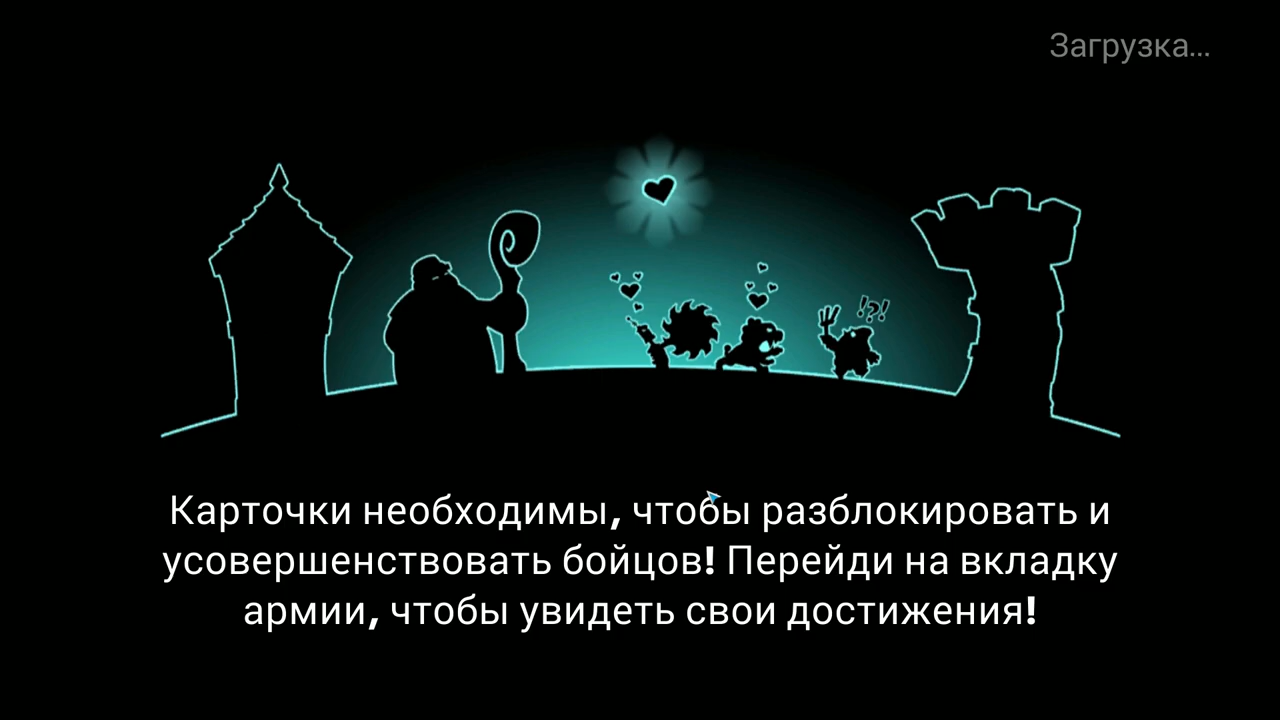 Загрузка...
!?!
Карточки необходимы, чтобы разблокировать и
усовершенствовать бойцов! Перейди на вкладку
армии, чтобы увидеть свои достижения!